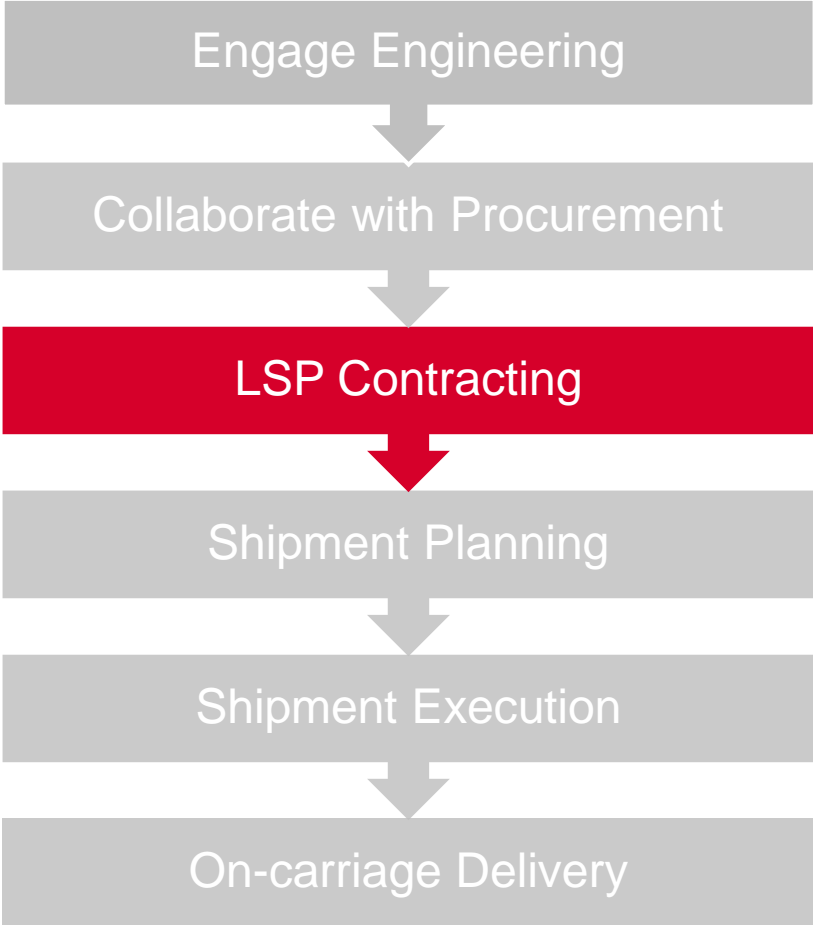 Engage Engineering
Collaborate with Procurement
LSP Contracting
Shipment Planning
Shipment Execution
On-carriage Delivery